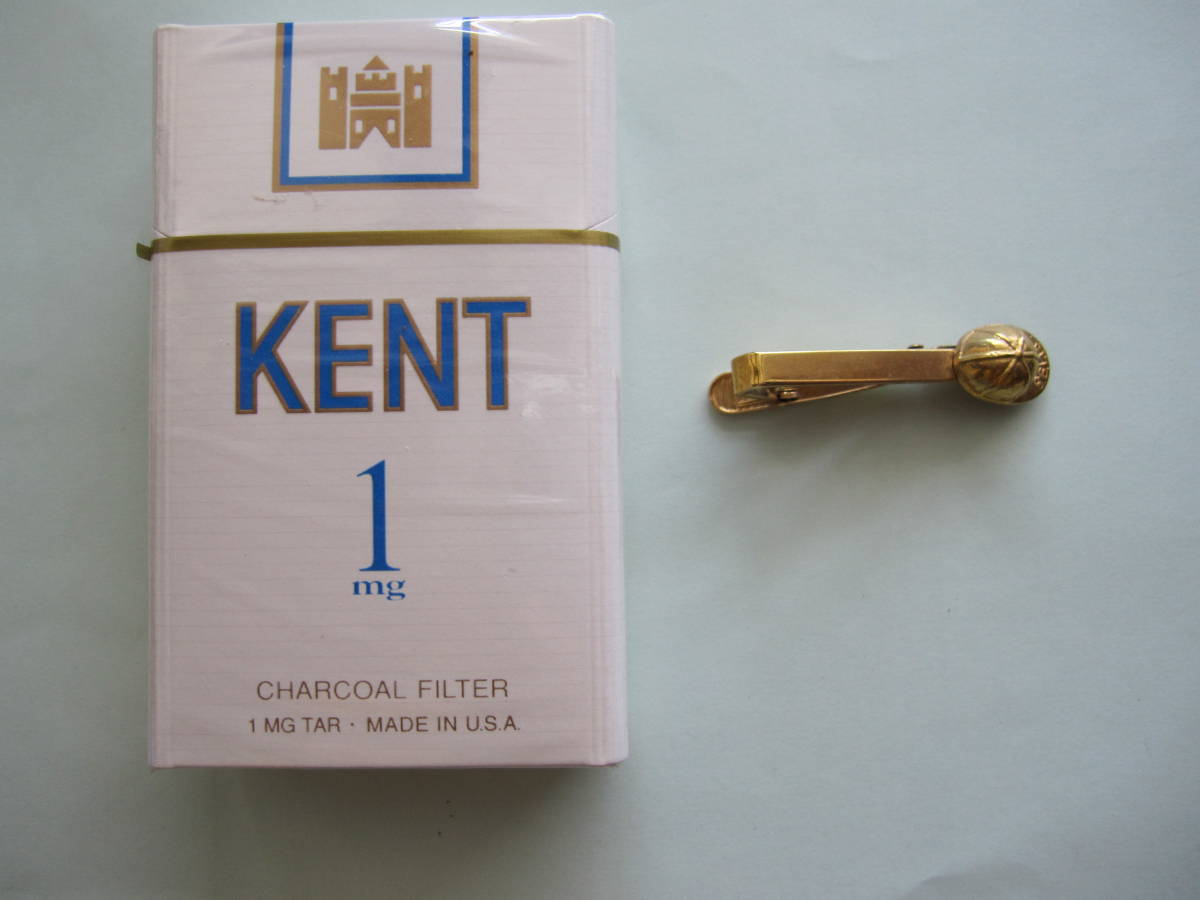 KENT
1
mg
CHARCOAL FILTER
1 MG TAR · MADE IN U.S.A.